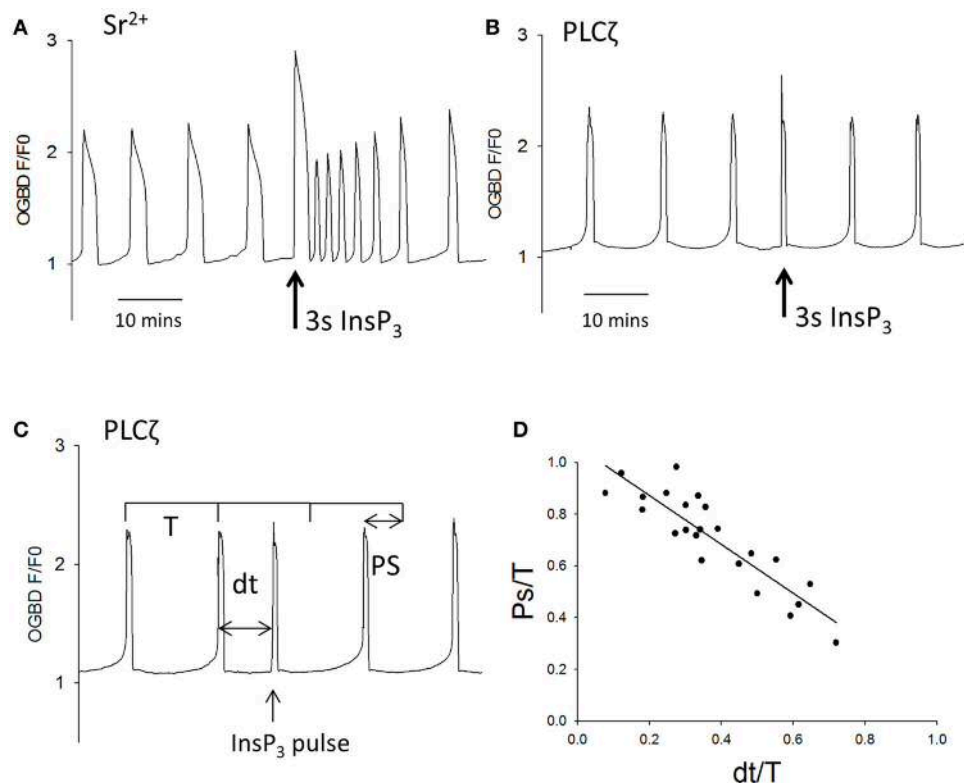 A
Sr2+
3
2
1
OGBD F/F0
10 mins
3s InsP3
B
PLCζ
3
2
1
OGBD F/F0
10 mins
3s InsP3
C
PLCζ
3
2
1
OGBD F/F0
T
dt
PS
InsP3 pulse
D
1.0
0.8
0.6
0.4
0.2
0.0
Ps/T
0.0 0.2 0.4 0.6 0.8 1.0
dt/T